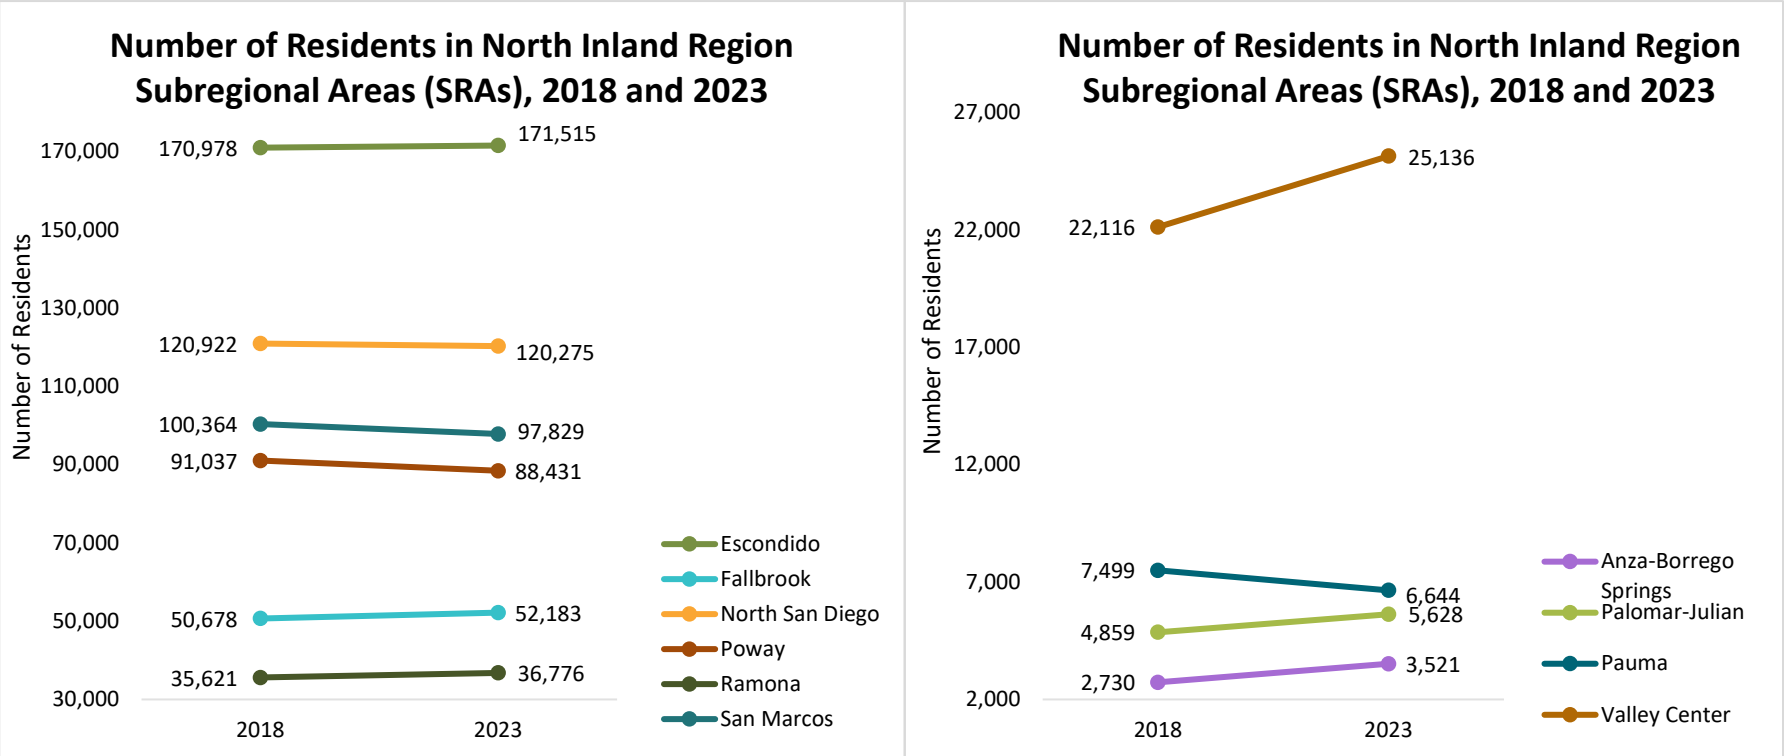 Number of Residents in North Inland Region
Subregional Areas (SRAs), 2018 and 2023
Number of Residents
170,000
150,000
130,000
110,000
90,000
70,000
50,000
30,000
170,978
171,515
120,922
120,275
100,364
97,829
91,037
88,431
50,678
52,183
35,621
36,776
2018
2023
Escondido
Fallbrook
North San Diego
Poway
Ramona
San Marcos
Number of Residents in North Inland Region
Subregional Areas (SRAs), 2018 and 2023
Number of Residents
27,000
22,000
17,000
12,000
7,000
2,000
22,116
25,136
7,499
6,644
4,859
5,628
2,730
3,521
2018
2023
Anza-Borrego
Springs
Palomar-Julian
Pauma
Valley Center